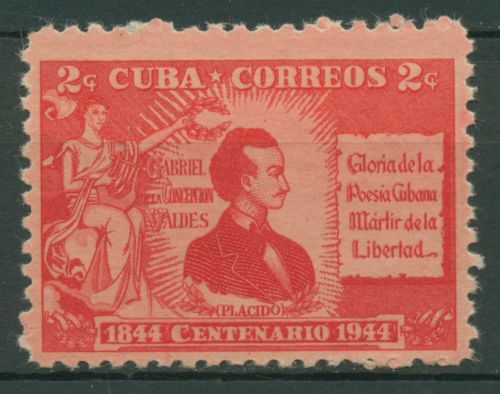 2¢ CUBA ★ CORREOS 2¢
GABRIEL
DE LA CONCEPCION
VALDES
Gloria de la
Poesia Cubana
Mártir de la
Libertad
(PLACIDO)
1844 CENTENARIO 1944